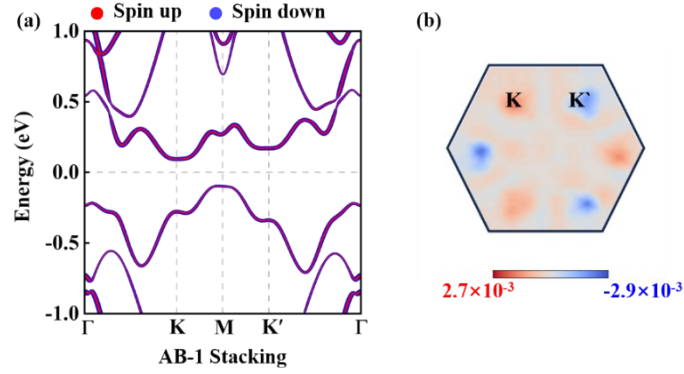 (a) Spin up Spin down
Energy (eV)
1.0
0.5
0.0
-0.5
-1.0
Γ K M K′ Γ
AB-1 Stacking
(b)
K K`
2.7×10⁻³ -2.9×10⁻³